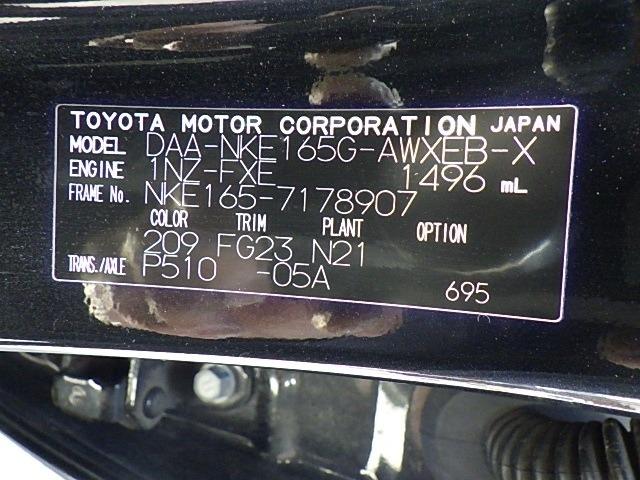 TOYOTA MOTOR CORPORATION JAPAN
MODEL DAA-NKE165G-AWXEB-X
ENGINE 1NZ-FXE 1496 mL
FRAME No. NKE165-7178907
COLOR TRIM PLANT OPTION
209 FG23 N21
TRANS./AXLE P510 -05A
695